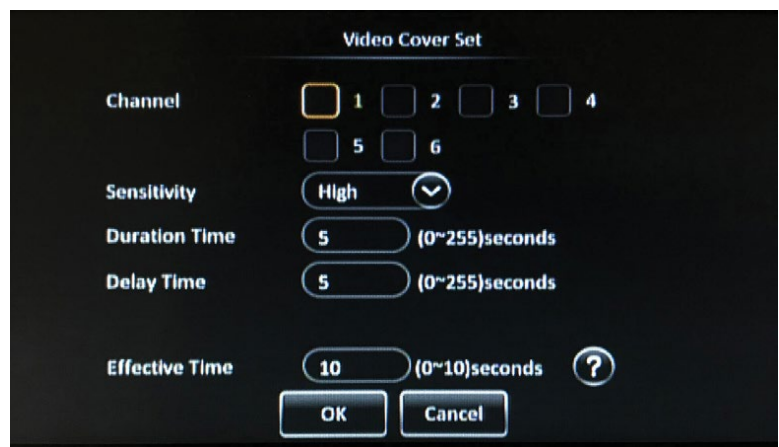 Video Cover Set
Channel 1 2 3 4
5 6
Sensitivity High
Duration Time 5 (0~255)seconds
Delay Time 5 (0~255)seconds
Effective Time 10 (0~10)seconds ?
OK Cancel